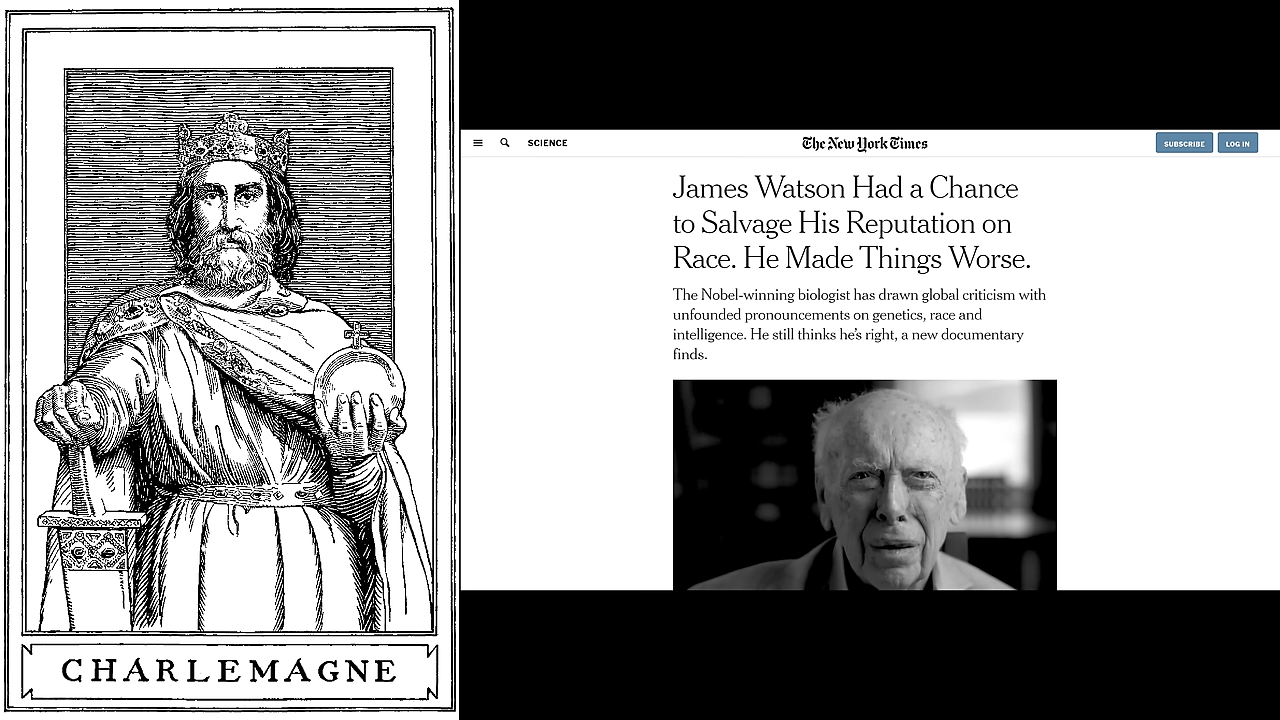 CHARLEMAGNE
SCIENCE
The New York Times
SUBSCRIBE
LOG IN
James Watson Had a Chance
to Salvage His Reputation on
Race. He Made Things Worse.
The Nobel-winning biologist has drawn global criticism with
unfounded pronouncements on genetics, race and
intelligence. He still thinks he's right, a new documentary
finds.